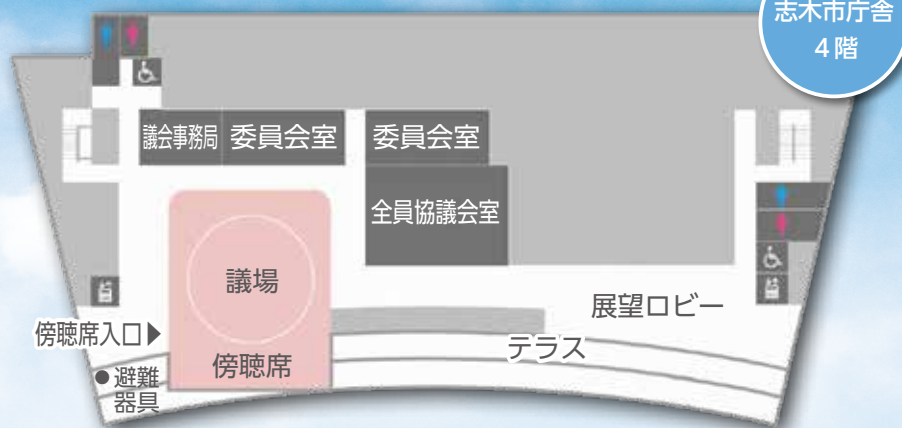 志木市庁舎
4階
議会事務局
委員会室
委員会室
全員協議会室
議場
展望ロビー
傍聴席入口▶
テラス
傍聴席
●避難
器具